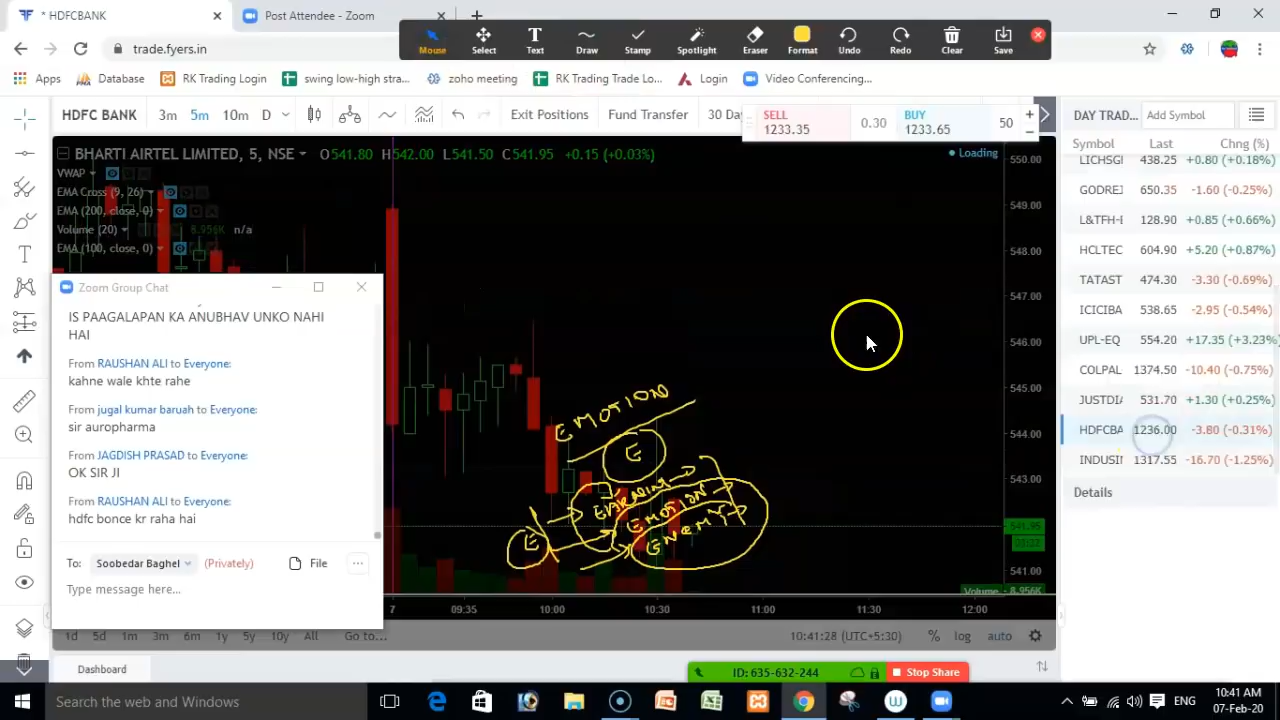 * HDFCBANK
Post Attendee - Zoom
trade.fyers.in
Mouse Select Text Draw Stamp Spotlight Eraser Format Undo Redo Clear Save
Apps Database RK Trading Login swing low-high stra... zoho meeting RK Trading Trade Lo... Login Video Conferencing...
HDFC BANK 3m 5m 10m D Exit Positions Fund Transfer 30 Da
SELL 1233.35 0.30 BUY 1233.65 50
DAY TRAD... Add Symbol
Symbol Last Chng (%)
BHARTI AIRTEL LIMITED, 5, NSE O541.80 H542.00 L541.50 C541.95 +0.15 (+0.03%)
Loading
VWAP
EMA Cross (9, 26)
EMA (200, close, 0)
Volume (20) 8.956K n/a
EMA (100, close, 0)
LICHSGI 438.25 +0.80 (+0.18%)
GODREJ 650.35 -1.60 (-0.25%)
L&TFH-E 128.90 +0.85 (+0.66%)
HCLTEC 604.90 +5.20 (+0.87%)
TATAST 474.30 -3.30 (-0.69%)
ICICIBA 538.65 -2.95 (-0.54%)
UPL-EQ 554.20 +17.35 (+3.23%)
COLPAL 1374.50 -10.40 (-0.75%)
JUSTDIA 531.70 +1.30 (+0.25%)
HDFCBA 1236.00 -3.80 (-0.31%)
INDUSIN 1317.55 -16.70 (-1.25%)
Details
550.00
549.00
548.00
547.00
546.00
545.00
544.00
543.00
541.95
541.00
Volume 8.956K
Zoom Group Chat
IS PAAGALAPAN KA ANUBHAV UNKO NAHI
HAI
From RAUSHAN ALI to Everyone:
kahne wale khte rahe
From jugal kumar baruah to Everyone:
sir auropharma
From JAGDISH PRASAD to Everyone:
OK SIR JI
From RAUSHAN ALI to Everyone:
hdfc bonce kr raha hai
To: Soobedar Baghel (Privately) File
Type message here...
EMOTION
E
EMOTION
ENEMY
E
7 09:35 10:00 10:30 11:00 11:30 12:00
1d 5d 1m 3m 6m 1y 5y 10y All Go to... 10:41:28 (UTC+5:30) % log auto
Dashboard
ID: 635-632-244 Stop Share
Search Windows and Windows
ENG
10:41 AM
07-Feb-20